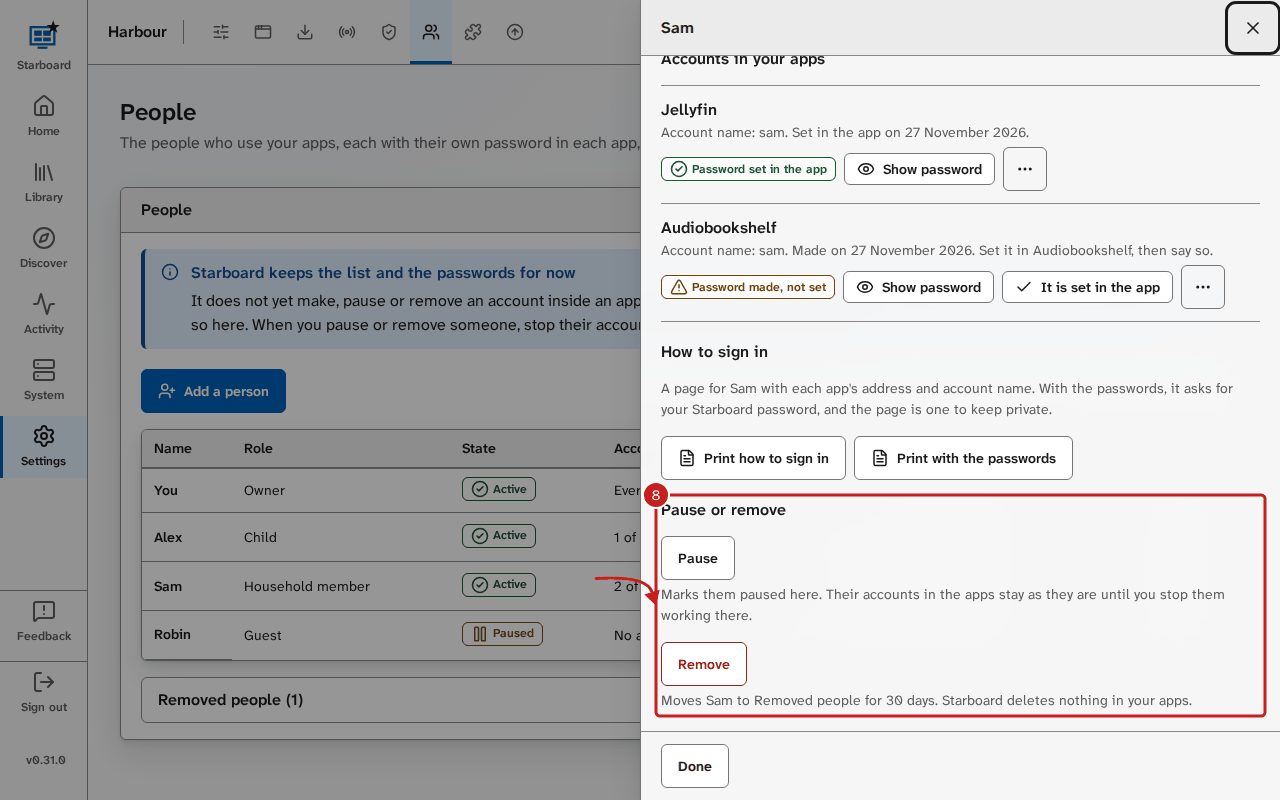 Starboard
Home
Library
Discover
Activity
System
Settings
Feedback
Sign out
v0.31.0
Harbour
People
The people who use your apps, each with their own password in each app,
People
Starboard keeps the list and the passwords for now
It does not yet make, pause or remove an account inside an app
so here. When you pause or remove someone, stop their accou
Add a person
Name Role State Acco
You Owner Active Ever
Alex Child Active 1 of
Sam Household member Active 2 of
Robin Guest Paused No a
Removed people (1)
Sam
Accounts in your apps
Jellyfin
Account name: sam. Set in the app on 27 November 2026.
Password set in the app Show password
Audiobookshelf
Account name: sam. Made on 27 November 2026. Set it in Audiobookshelf, then say so.
Password made, not set Show password It is set in the app
How to sign in
A page for Sam with each app's address and account name. With the passwords, it asks for
your Starboard password, and the page is one to keep private.
Print how to sign in Print with the passwords
8
Pause or remove
Pause
Marks them paused here. Their accounts in the apps stay as they are until you stop them
working there.
Remove
Moves Sam to Removed people for 30 days. Starboard deletes nothing in your apps.
Done